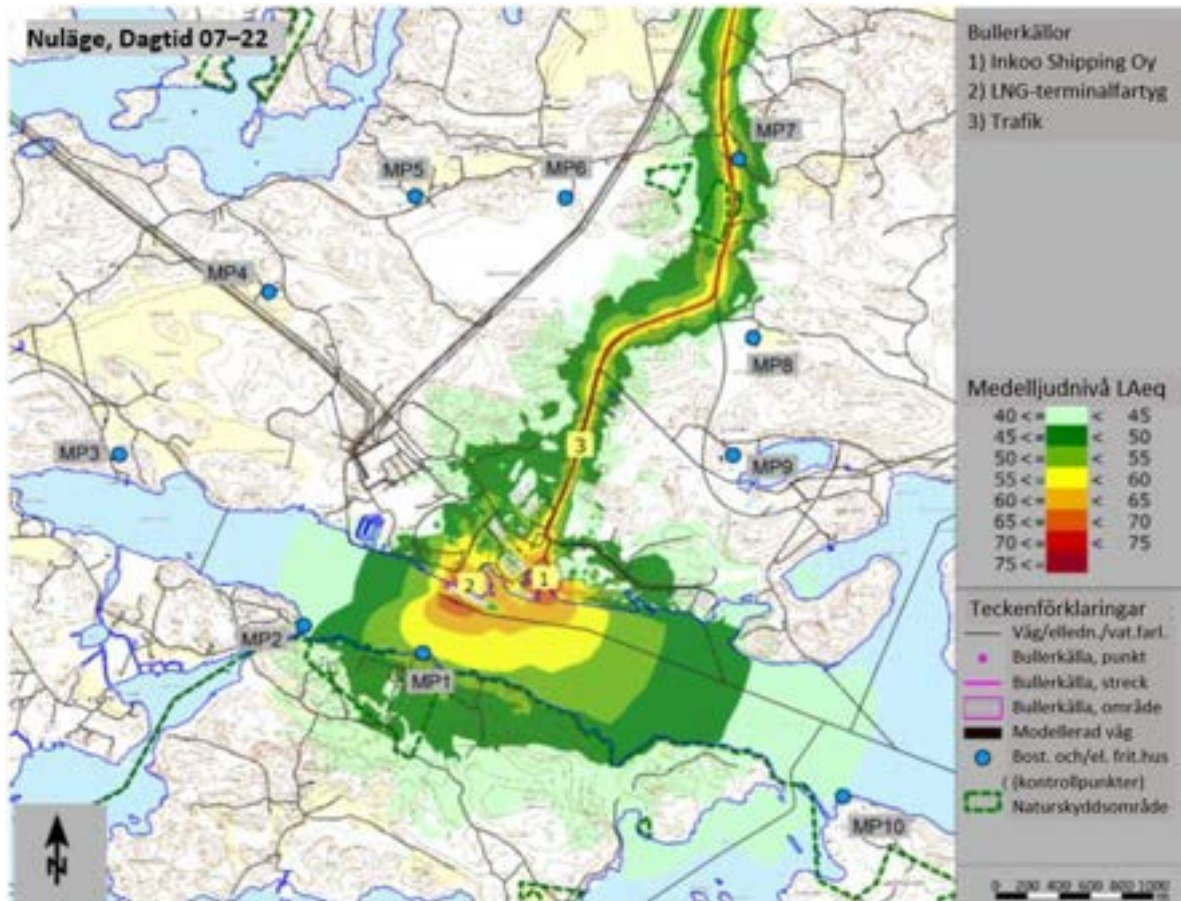 Nuläge, Dagtid 07–22
MP7
MP5
MP6
MP4
MP8
3
MP3
MP9
2
1
MP2
MP1
MP10
N
Bullerkällor
1) Inkoo Shipping Oy
2) LNG-terminalfartyg
3) Trafik
Medelljudnivå LAeq
40 <= < 45
45 <= < 50
50 <= < 55
55 <= < 60
60 <= < 65
65 <= < 70
70 <= < 75
75 <=
Teckenförklaringar
Väg/elledn./vat.farl.
Bullerkälla, punkt
Bullerkälla, streck
Bullerkälla, område
Modellerad väg
Bost. och/el. frit.hus
( (kontrollpunkter)
Naturskyddsområde
0 200 400 600 800 1000
m